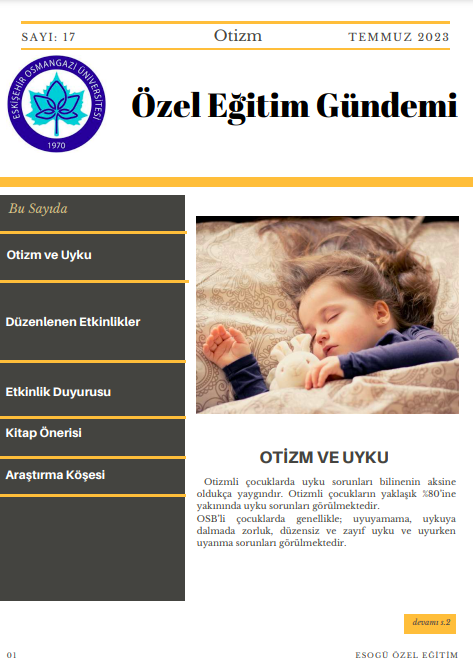 SAYI: 17
Otizm
TEMMUZ 2023
ESKİŞEHİR OSMANGAZİ ÜNİVERSİTESİ
1970
Özel Eğitim Gündemi
Bu Sayıda
Otizm ve Uyku
Düzenlenen Etkinlikler
Etkinlik Duyurusu
Kitap Önerisi
Araştırma Köşesi
OTİZM VE UYKU
Otizmli çocuklarda uyku sorunları bilinenin aksine
oldukça yaygındır. Otizmli çocukların yaklaşık %80’ine
yakınında uyku sorunları görülmektedir.
OSB’li çocuklarda genellikle; uyuyamama, uykuya
dalmada zorluk, düzensiz ve zayıf uyku ve uyurken
uyanma sorunları görülmektedir.
devamı s.2
01
ESOGÜ ÖZEL EĞİTİM